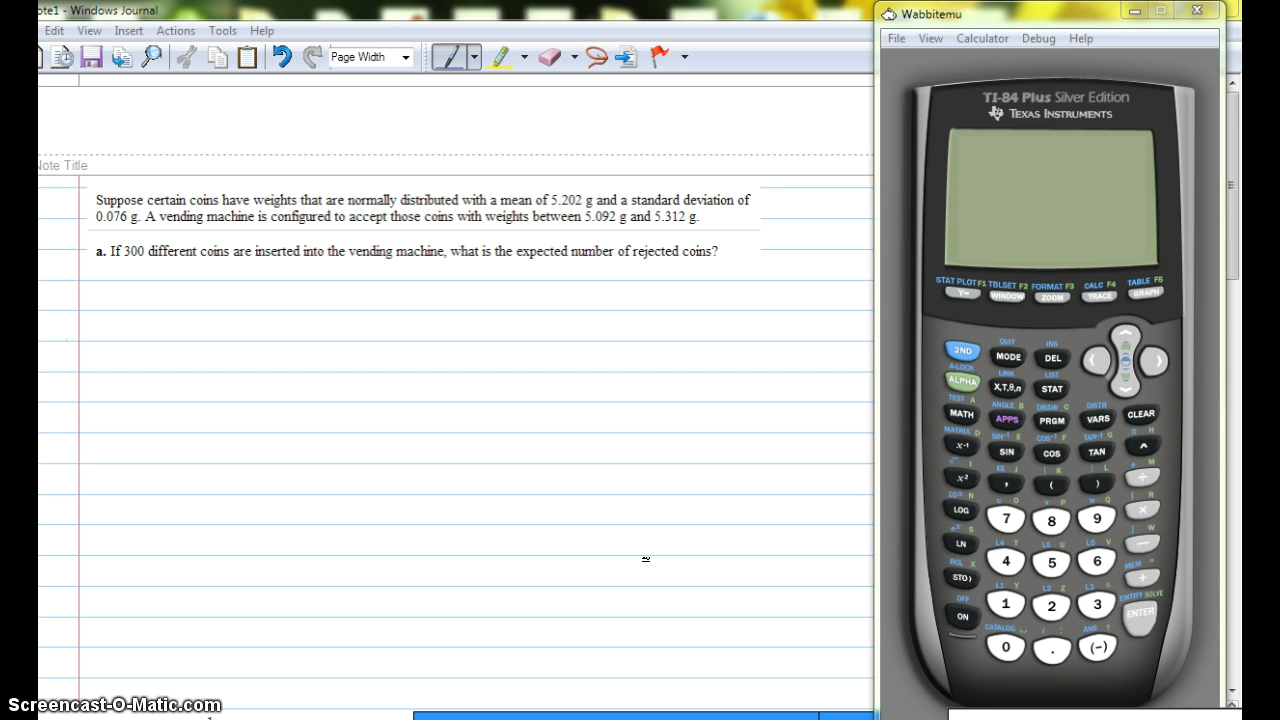 ote1 - Windows Journal
Edit View Insert Actions Tools Help
Page Width
Note Title
Suppose certain coins have weights that are normally distributed with a mean of 5.202 g and a standard deviation of
0.076 g. A vending machine is configured to accept those coins with weights between 5.092 g and 5.312 g.
a. If 300 different coins are inserted into the vending machine, what is the expected number of rejected coins?
Wabbitemu
File View Calculator Debug Help
TI-84 Plus Silver Edition
TEXAS INSTRUMENTS
STAT PLOT F1 TBLSET F2 FORMAT F3 CALC F4 TABLE F5
Y= WINDOW ZOOM TRACE GRAPH
QUIT INS
2ND MODE DEL
A-LOCK LINK LIST
ALPHA X,T,θ,n STAT
TEST A ANGLE B DRAW C DISTR
MATH APPS PRGM VARS CLEAR
MATRIX D SIN⁻¹ E COS⁻¹ F TAN⁻¹ G π H
x⁻¹ SIN COS TAN ^
√ I EE J { K } L e M
x² , ( ) ÷
10ˣ N u O v P w Q [ R
LOG 7 8 9 ×
eˣ S L4 T L5 U L6 V ] W
LN 4 5 6 −
RCL X L1 Y L2 Z L3 θ MEM "
STO› 1 2 3 +
OFF CATALOG ANS ? ENTRY SOLVE
ON 0 . (−) ENTER
Screencast-O-Matic.com